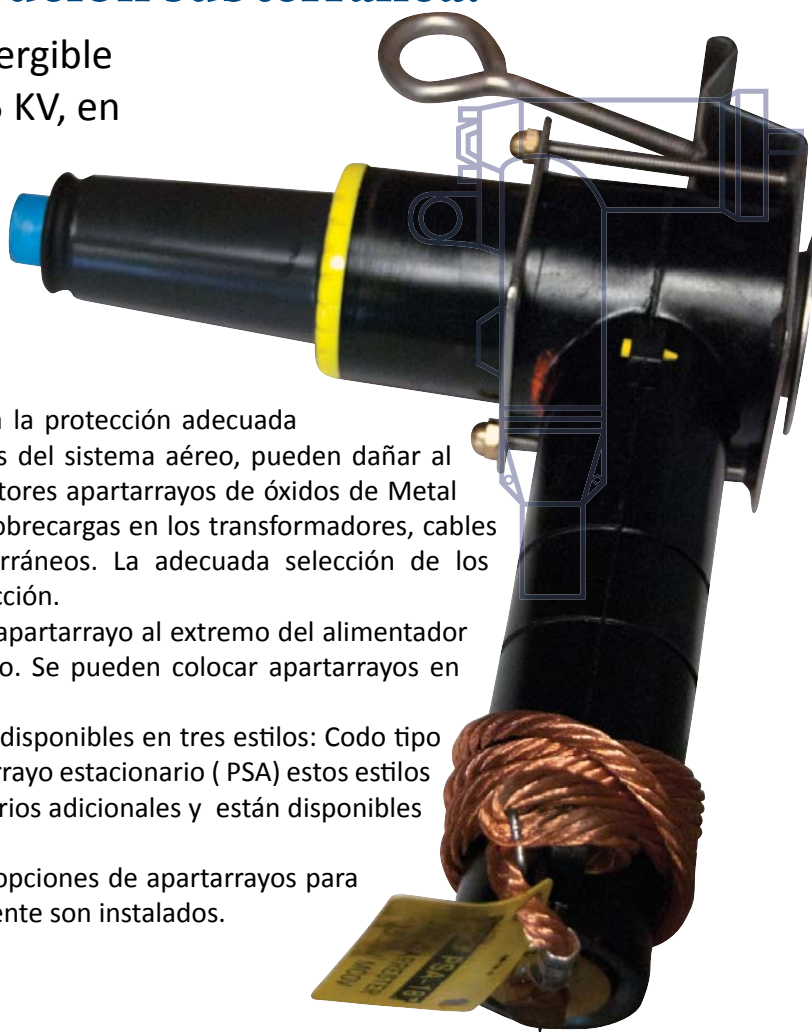 ergible
KV, en
la protección adecuada
s del sistema aéreo, pueden dañar al
tores apartarrayos de óxidos de Metal
obrecargas en los transformadores, cables
rráneos. La adecuada selección de los
cción.
apartarrayo al extremo del alimentador
o. Se pueden colocar apartarrayos en
disponibles en tres estilos: Codo tipo
rrayo estacionario ( PSA) estos estilos
rios adicionales y están disponibles
opciones de apartarrayos para
ente son instalados.
PSA-18
ARRESTER
MCOV